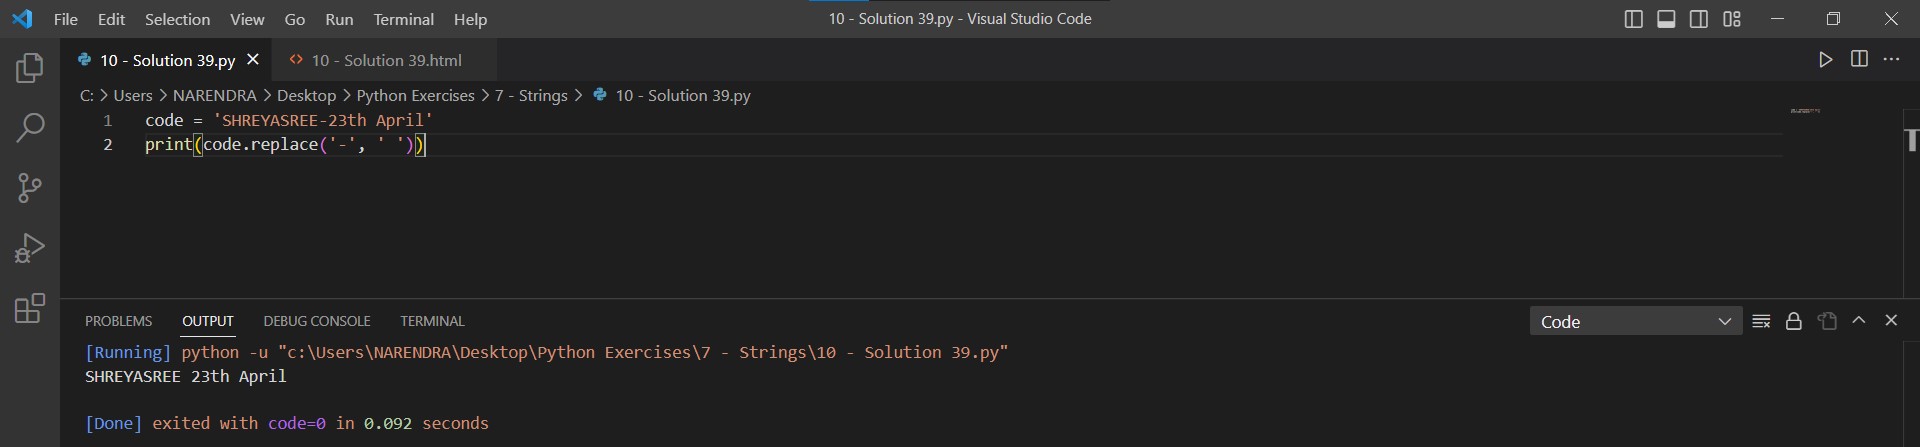 File Edit Selection View Go Run Terminal Help 10 - Solution 39.py - Visual Studio Code
10 - Solution 39.py 10 - Solution 39.html
C: > Users > NARENDRA > Desktop > Python Exercises > 7 - Strings > 10 - Solution 39.py
1 code = 'SHREYASREE-23th April'
2 print(code.replace('-', ' '))
PROBLEMS OUTPUT DEBUG CONSOLE TERMINAL Code
[Running] python -u "c:\Users\NARENDRA\Desktop\Python Exercises\7 - Strings\10 - Solution 39.py"
SHREYASREE 23th April
[Done] exited with code=0 in 0.092 seconds